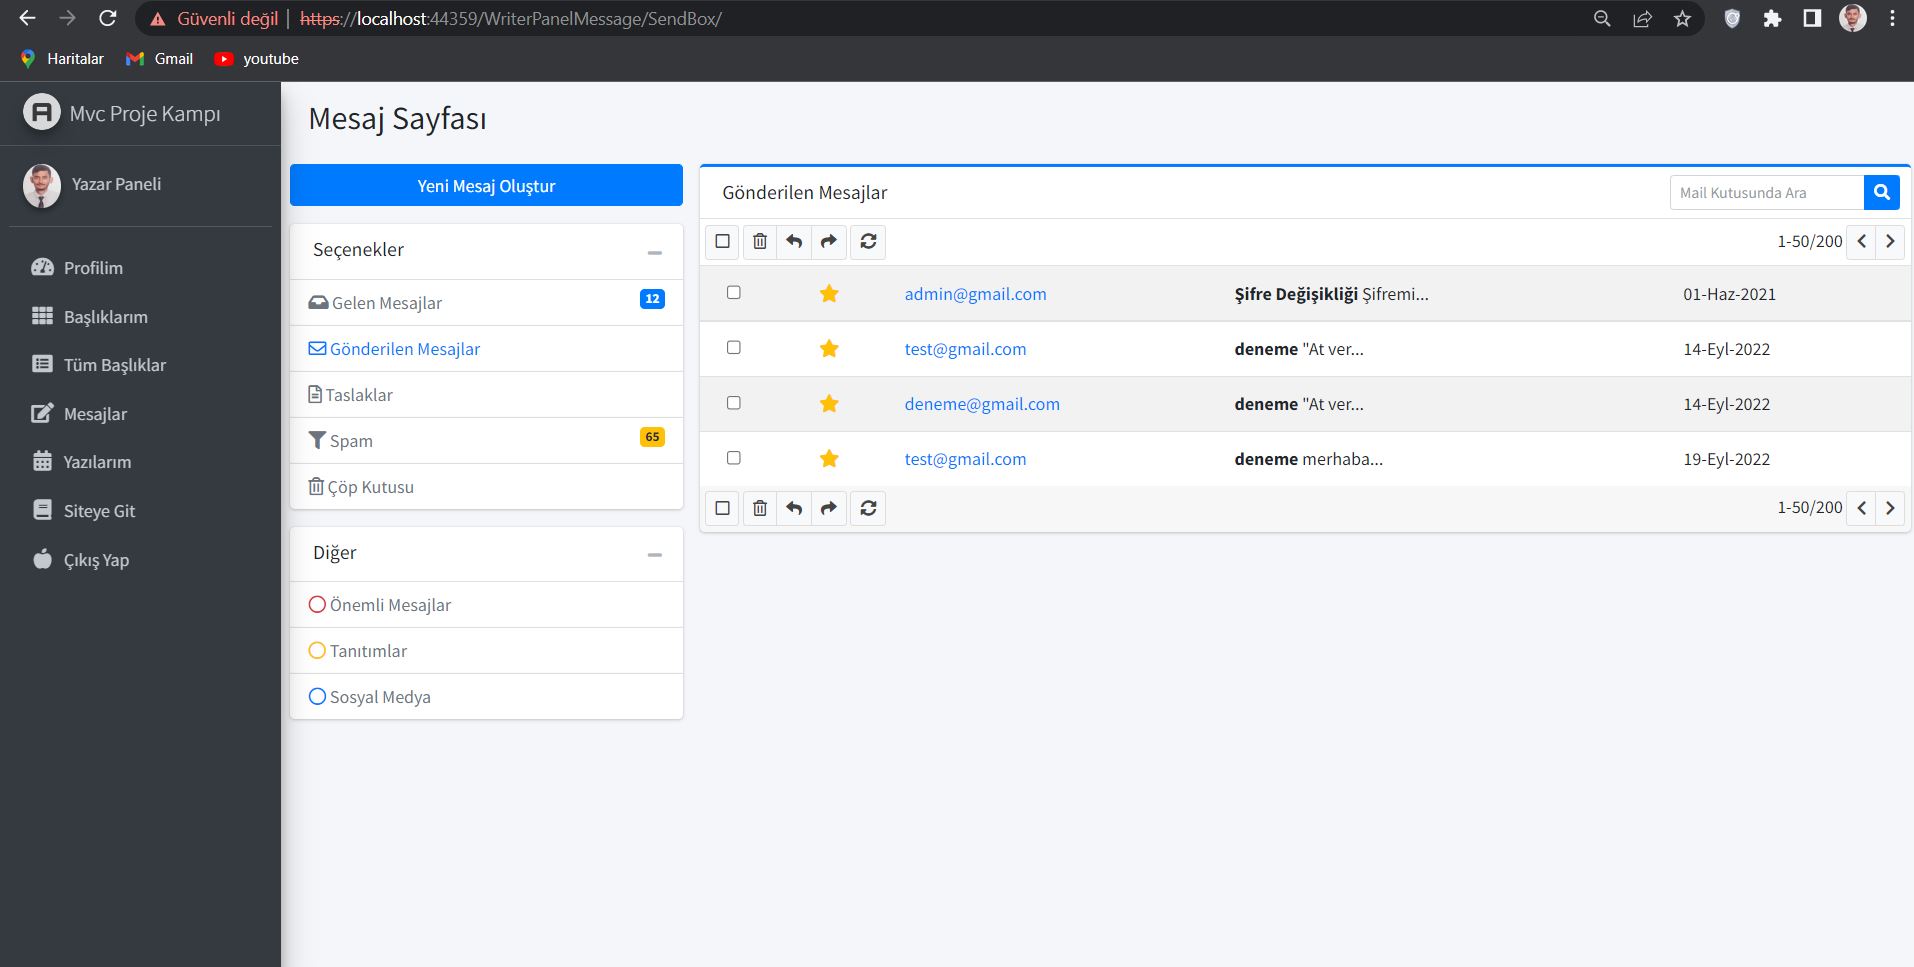 Güvenli değil | https://localhost:44359/WriterPanelMessage/SendBox/
Haritalar Gmail youtube
Mvc Proje Kampı
Yazar Paneli
Profilim
Başlıklarım
Tüm Başlıklar
Mesajlar
Yazılarım
Siteye Git
Çıkış Yap
Mesaj Sayfası
Yeni Mesaj Oluştur
Seçenekler
Gelen Mesajlar 12
Gönderilen Mesajlar
Taslaklar
Spam 65
Çöp Kutusu
Diğer
Önemli Mesajlar
Tanıtımlar
Sosyal Medya
Gönderilen Mesajlar Mail Kutusunda Ara
1-50/200
admin@gmail.com Şifre Değişikliği Şifremi... 01-Haz-2021
test@gmail.com deneme "At ver... 14-Eyl-2022
deneme@gmail.com deneme "At ver... 14-Eyl-2022
test@gmail.com deneme merhaba... 19-Eyl-2022
1-50/200